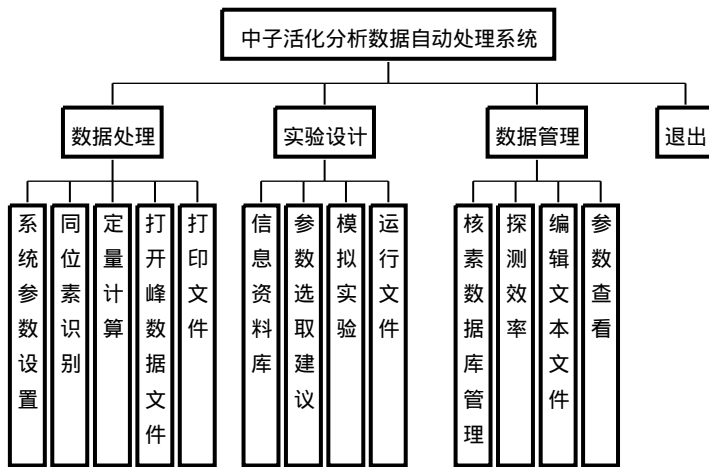 中子活化分析数据自动处理系统
数据处理
实验设计
数据管理
退出
系统参数设置
同位素识别
定量计算
打开峰数据文件
打印文件
信息资料库
参数选取建议
模拟实验
运行文件
核素数据库管理
探测效率
编辑文本文件
参数查看